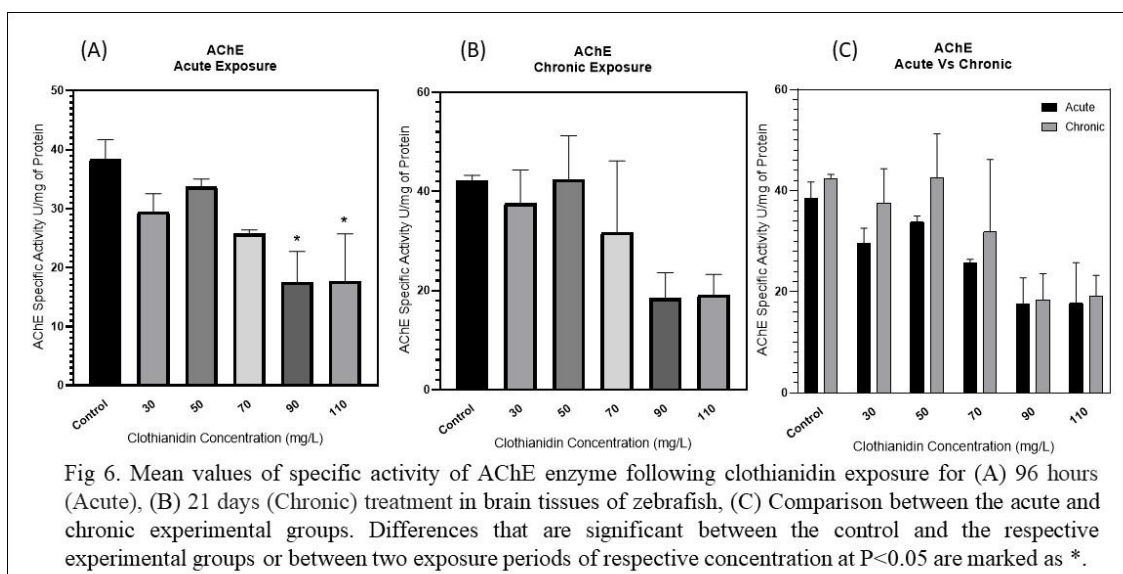 (A)
AChE
Acute Exposure
AChE Specific Activity U/mg of Protein
50
40
30
20
10
0
*
*
Control
30
50
70
90
110
Clothianidin Concentration (mg/L)
(B)
AChE
Chronic Exposure
AChE Specific Activity U/mg of Protein
60
40
20
0
Control
30
50
70
90
110
Clothianidin Concentration (mg/L)
(C)
AChE
Acute Vs Chronic
Acute
Chronic
AChE Specific Activity U/mg of Protein
60
40
20
0
Control
30
50
70
90
110
Clothianidin Concentration (mg/L)
Fig 6. Mean values of specific activity of AChE enzyme following clothianidin exposure for (A) 96 hours
(Acute), (B) 21 days (Chronic) treatment in brain tissues of zebrafish, (C) Comparison between the acute and
chronic experimental groups. Differences that are significant between the control and the respective
experimental groups or between two exposure periods of respective concentration at P<0.05 are marked as *.